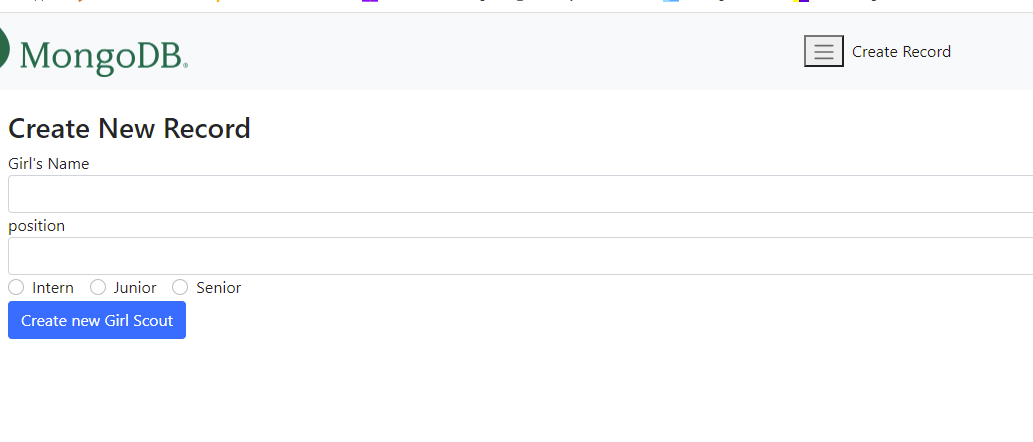 MongoDB®
Create Record
Create New Record
Girl's Name
position
Intern Junior Senior
Create new Girl Scout